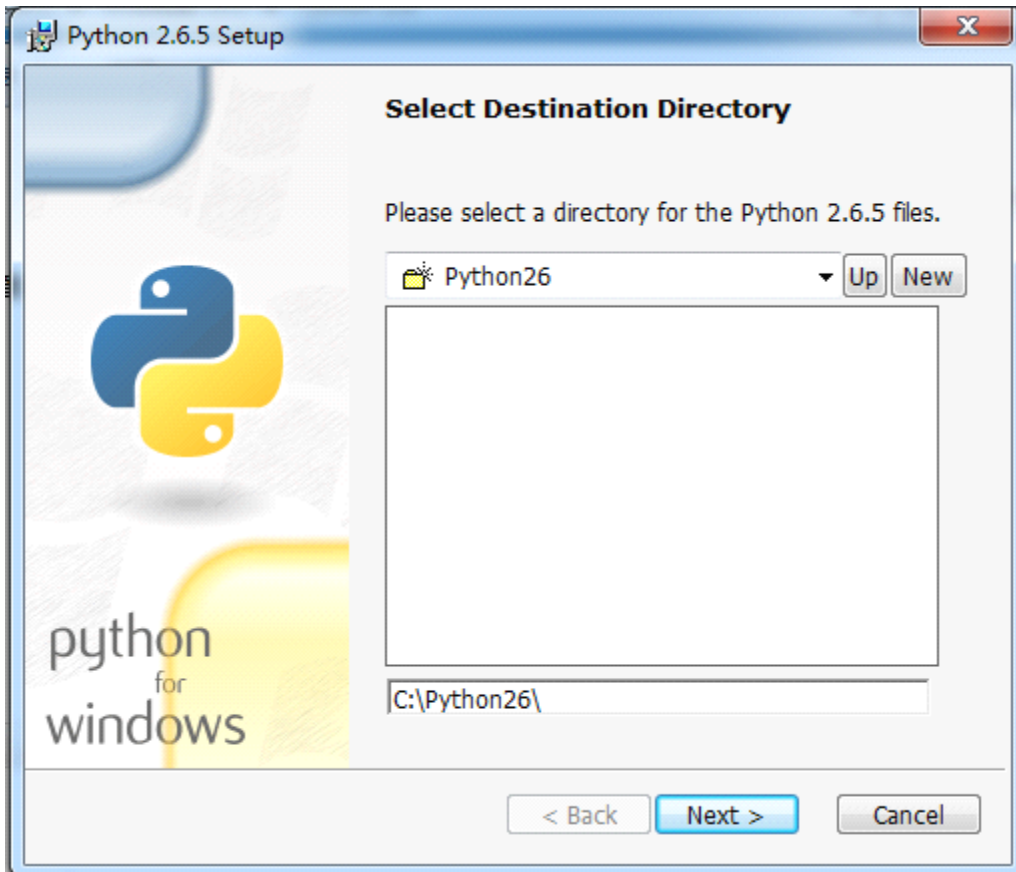 Python 2.6.5 Setup
Select Destination Directory
Please select a directory for the Python 2.6.5 files.
Python26
Up
New
C:\Python26\
python
for
windows
< Back
Next >
Cancel